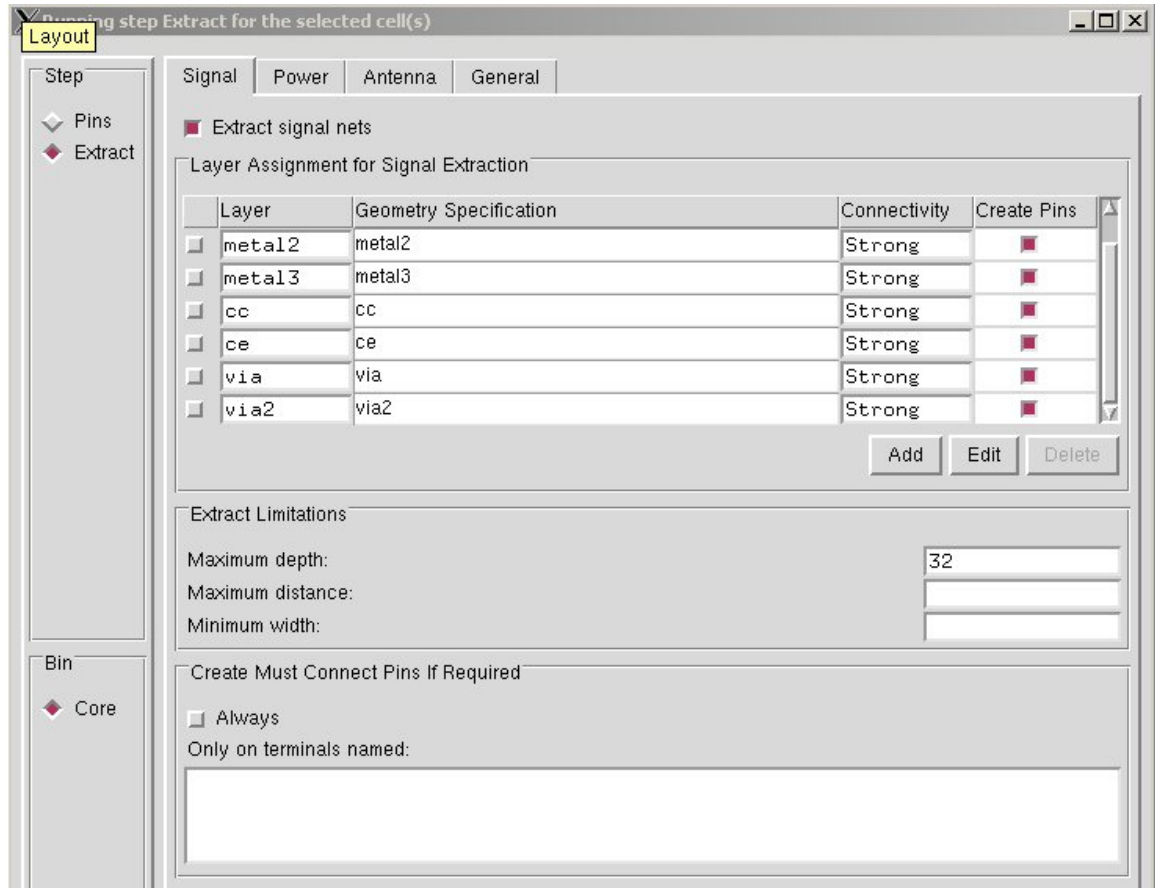 Running step Extract for the selected cell(s)
Layout
Step
Pins
Extract
Signal Power Antenna General
Extract signal nets
Layer Assignment for Signal Extraction
Layer Geometry Specification Connectivity Create Pins
metal2 metal2 Strong
metal3 metal3 Strong
cc cc Strong
ce ce Strong
via via Strong
via2 via2 Strong
Add Edit Delete
Extract Limitations
Maximum depth: 32
Maximum distance:
Minimum width:
Bin
Core
Create Must Connect Pins If Required
Always
Only on terminals named: